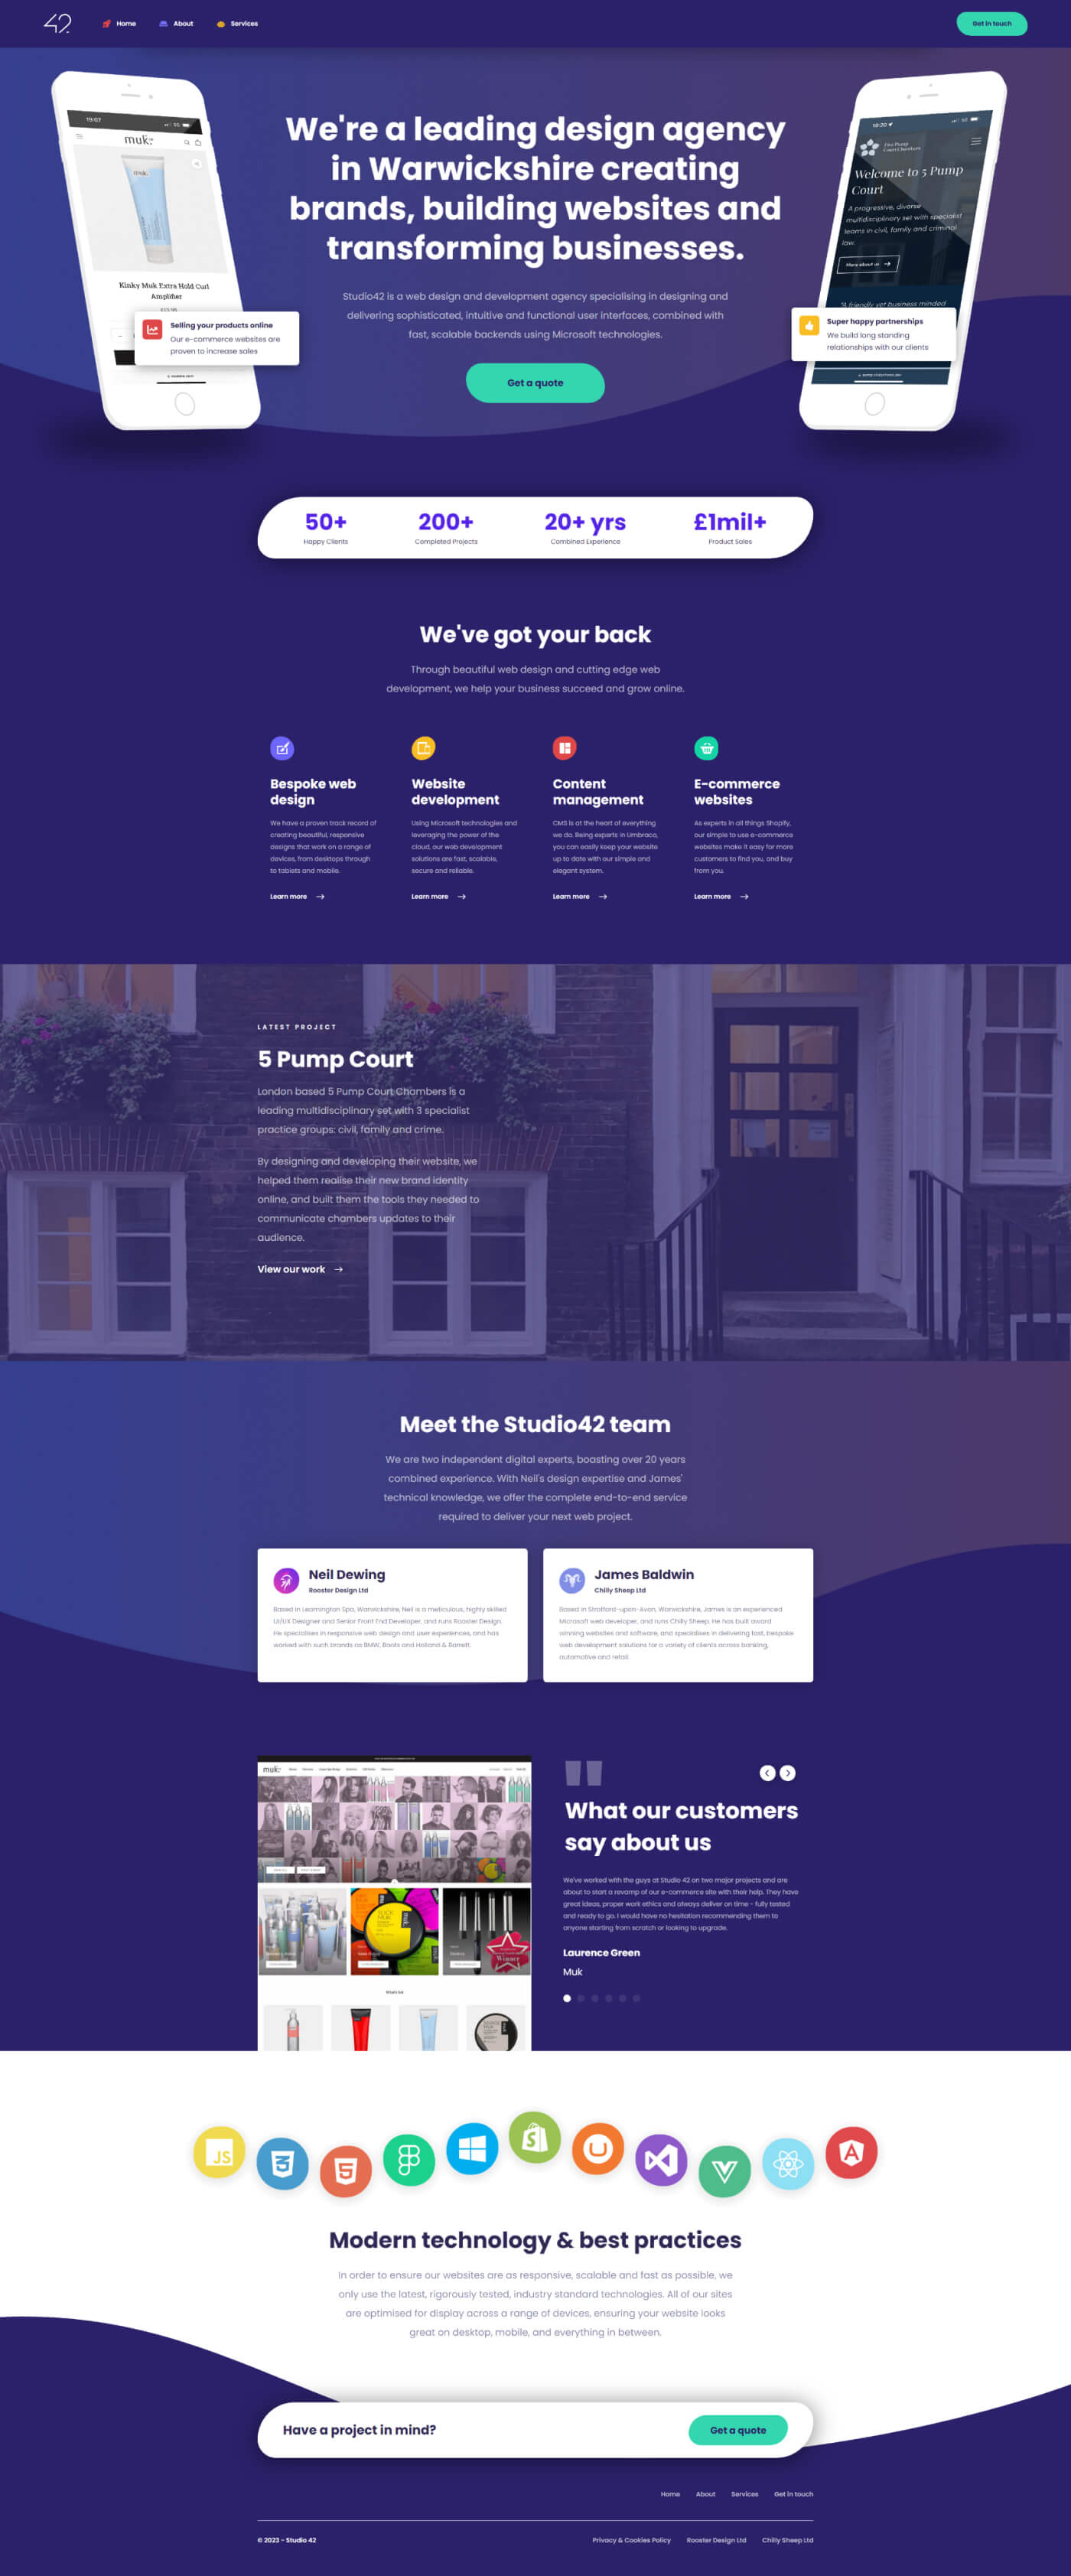 42
Home
About
Services
Get in touch
19:07
5G
muk.
muk.
Kinky Muk Extra Hold Curl
Amplifier
£13.95
Selling your products online
Our e-commerce websites are
proven to increase sales
We're a leading design agency
in Warwickshire creating
brands, building websites and
transforming businesses.
Studio42 is a web design and development agency specialising in designing and
delivering sophisticated, intuitive and functional user interfaces, combined with
fast, scalable backends using Microsoft technologies.
Get a quote
10:20
5G
Five Pump
Court Chambers
Welcome to 5 Pump
Court
A progressive, diverse
multidisciplinary set with specialist
teams in civil, family and criminal
law.
More about us
"A friendly yet business minded
Super happy partnerships
We build long standing
relationships with our clients
50+
Happy Clients
200+
Completed Projects
20+ yrs
Combined Experience
£1mil+
Product Sales
We've got your back
Through beautiful web design and cutting edge web
development, we help your business succeed and grow online.
Bespoke web
design
We have a proven track record of
creating beautiful, responsive
designs that work on a range of
devices, from desktops through
to tablets and mobile.
Learn more
Website
development
Using Microsoft technologies and
leveraging the power of the
cloud, our web development
solutions are fast, scalable,
secure and reliable.
Learn more
Content
management
CMS is at the heart of everything
we do. Being experts in Umbraco,
you can easily keep your website
up to date with our simple and
elegant system.
Learn more
E-commerce
websites
As experts in all things Shopify,
our simple to use e-commerce
websites make it easy for more
customers to find you, and buy
from you.
Learn more
LATEST PROJECT
5 Pump Court
London based 5 Pump Court Chambers is a
leading multidisciplinary set with 3 specialist
practice groups: civil, family and crime.
By designing and developing their website, we
helped them realise their new brand identity
online, and built them the tools they needed to
communicate chambers updates to their
audience.
View our work
Meet the Studio42 team
We are two independent digital experts, boasting over 20 years
combined experience. With Neil's design expertise and James'
technical knowledge, we offer the complete end-to-end service
required to deliver your next web project.
Neil Dewing
Rooster Design Ltd
Based in Leamington Spa, Warwickshire, Neil is a meticulous, highly skilled
UI/UX Designer and Senior Front End Developer, and runs Rooster Design.
He specialises in responsive web design and user experiences, and has
worked with such brands as BMW, Boots and Holland & Barrett.
James Baldwin
Chilly Sheep Ltd
Based in Stratford-upon-Avon, Warwickshire, James is an experienced
Microsoft web developer, and runs Chilly Sheep. He has built award
winning websites and software, and specialises in delivering fast, bespoke
web development solutions for a variety of clients across banking,
automotive and retail.
muk.
Winner
What's hot
What our customers
say about us
We've worked with the guys at Studio 42 on two major projects and are
about to start a revamp of our e-commerce site with their help. They have
great ideas, proper work ethics and always deliver on time - fully tested
and ready to go. I would have no hesitation recommending them to
anyone starting from scratch or looking to upgrade.
Laurence Green
Muk
JS
3
5
S
Modern technology & best practices
In order to ensure our websites are as responsive, scalable and fast as possible, we
only use the latest, rigorously tested, industry standard technologies. All of our sites
are optimised for display across a range of devices, ensuring your website looks
great on desktop, mobile, and everything in between.
Have a project in mind?
Get a quote
Home
About
Services
Get in touch
© 2023 - Studio 42
Privacy & Cookies Policy
Rooster Design Ltd
Chilly Sheep Ltd